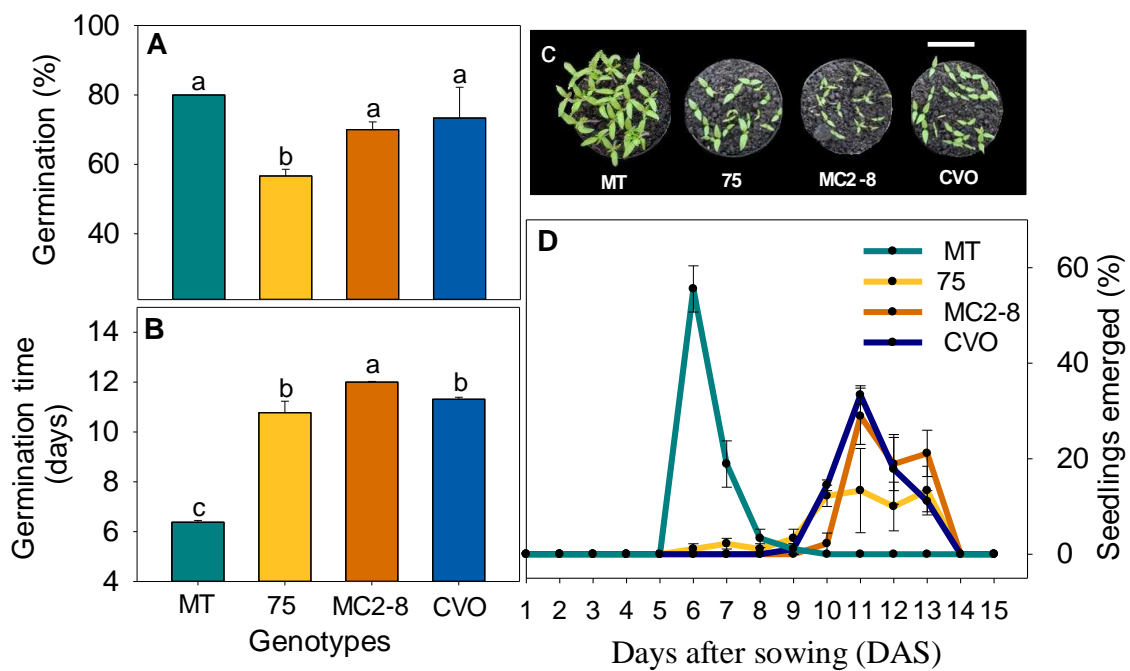 A
Germination (%)
100
80
60
40
a
b
a
a
B
Germination time
(days)
14
12
10
8
6
4
c
b
a
b
MT 75 MC2-8 CVO
Genotypes
C
MT 75 MC2-8 CVO
D
MT
75
MC2-8
CVO
60
40
20
0
Seedlings emerged (%)
1 2 3 4 5 6 7 8 9 10 11 12 13 14 15
Days after sowing (DAS)